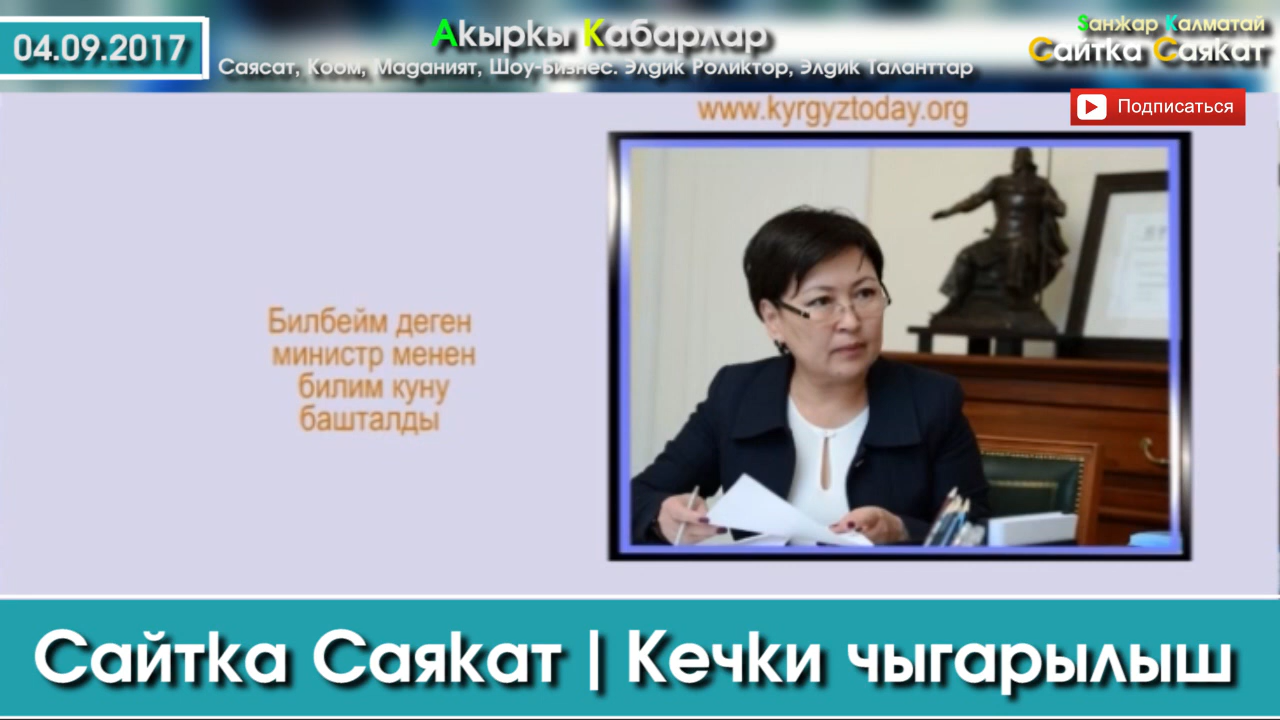 04.09.2017
Акыркы Кабарлар
Саясат, Коом, Маданият, Шоу-Бизнес. Элдик Роликтор, Элдик Таланттар
Sанжар Калматай
Сайтка Саякат
Подписаться
www.kyrgyztoday.org
Билбейм деген
министр менен
билим куну
башталды
Сайтка Саякат | Кечки чыгарылыш